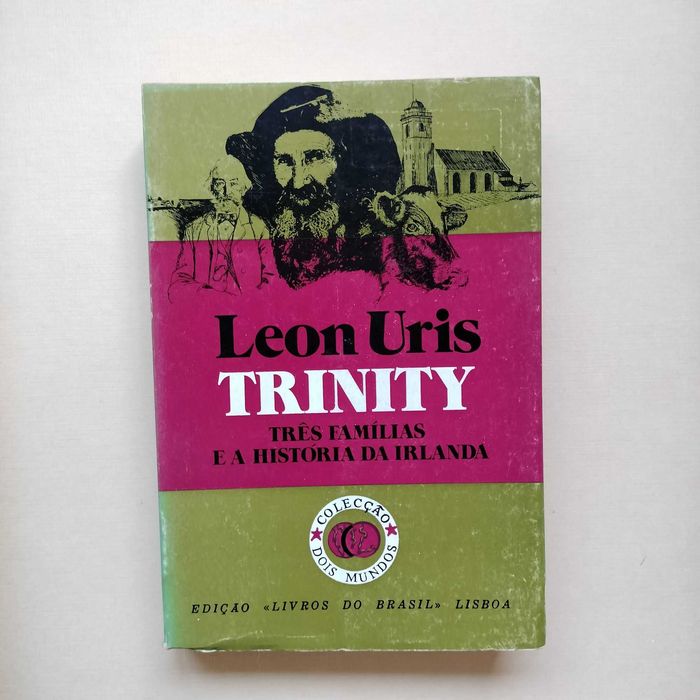 Leon Uris
TRINITY
TRÊS FAMÍLIAS
E A HISTÓRIA DA IRLANDA
COLECÇÃO
DOIS MUNDOS
EDIÇÃO «LIVROS DO BRASIL» LISBOA